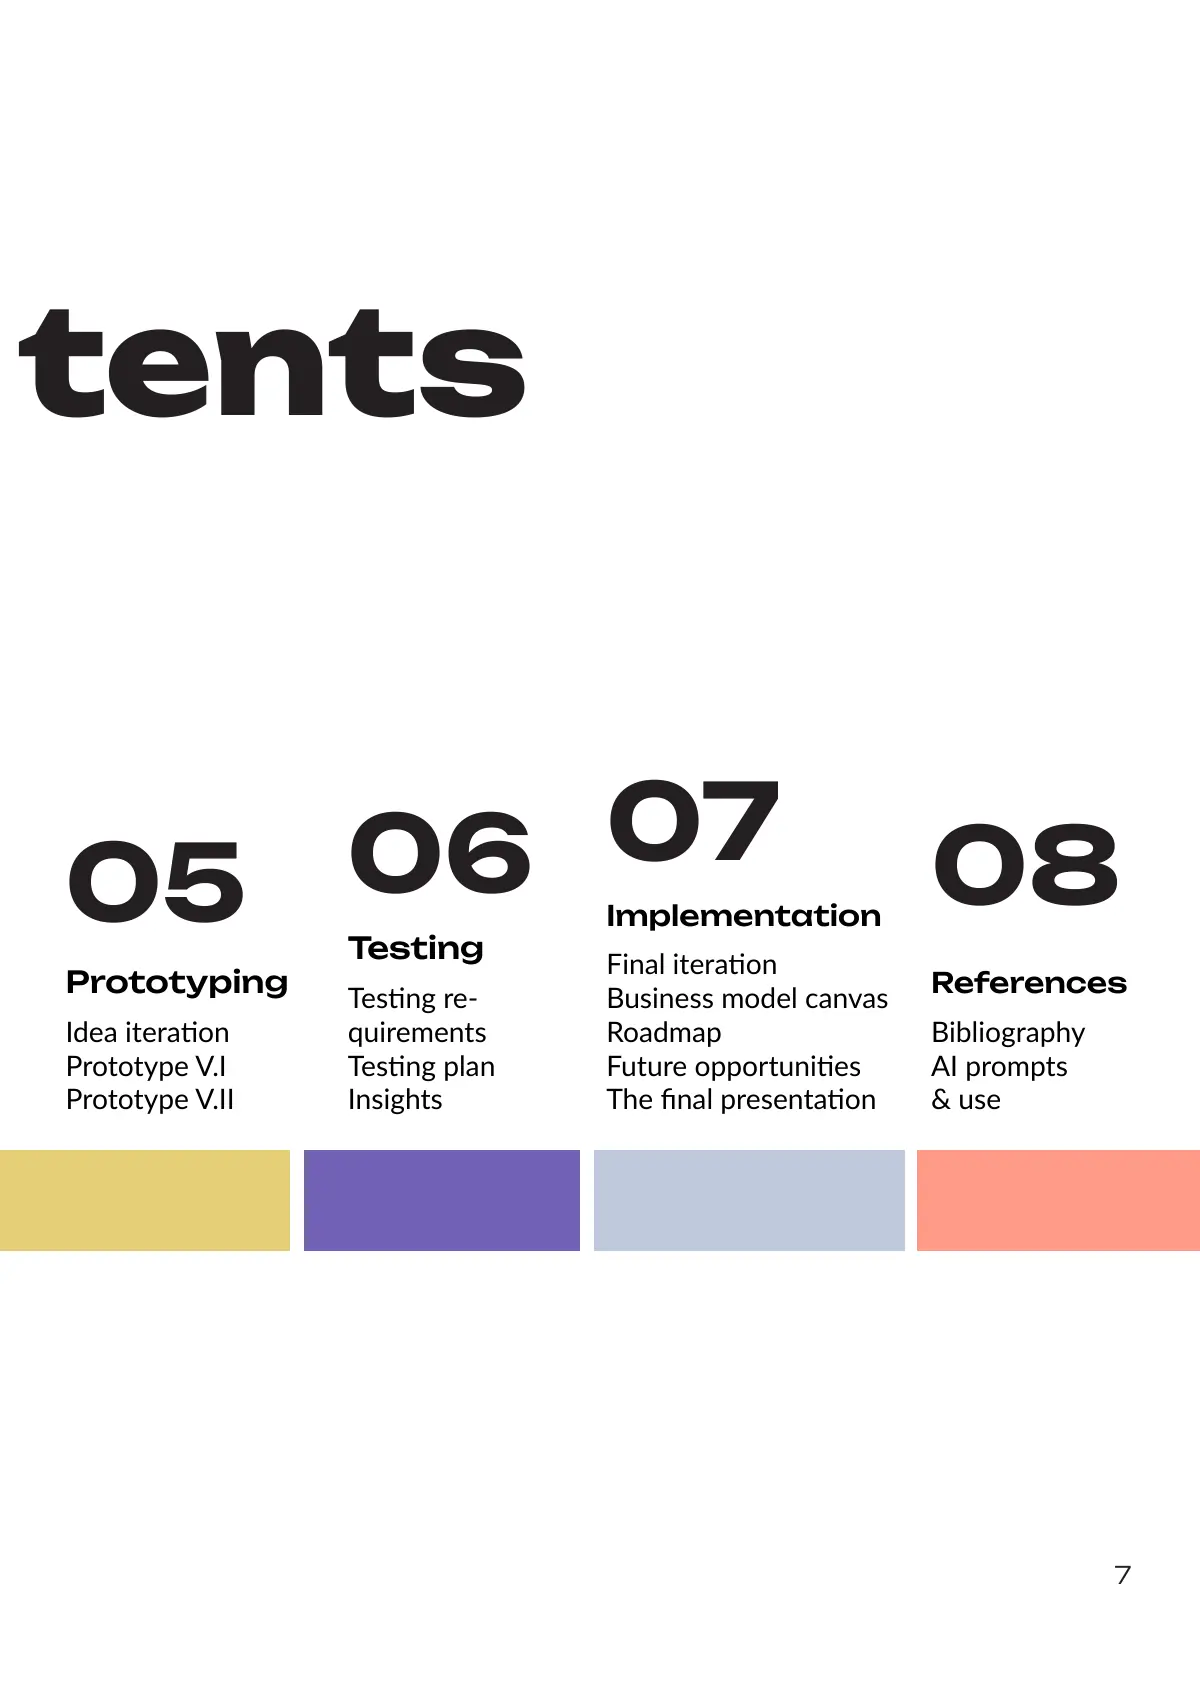 tents
05
Prototyping
Idea iteration
Prototype V.I
Prototype V.II
06
Testing
Testing re-
quirements
Testing plan
Insights
07
Implementation
Final iteration
Business model canvas
Roadmap
Future opportunities
The final presentation
08
References
Bibliography
AI prompts
& use
7